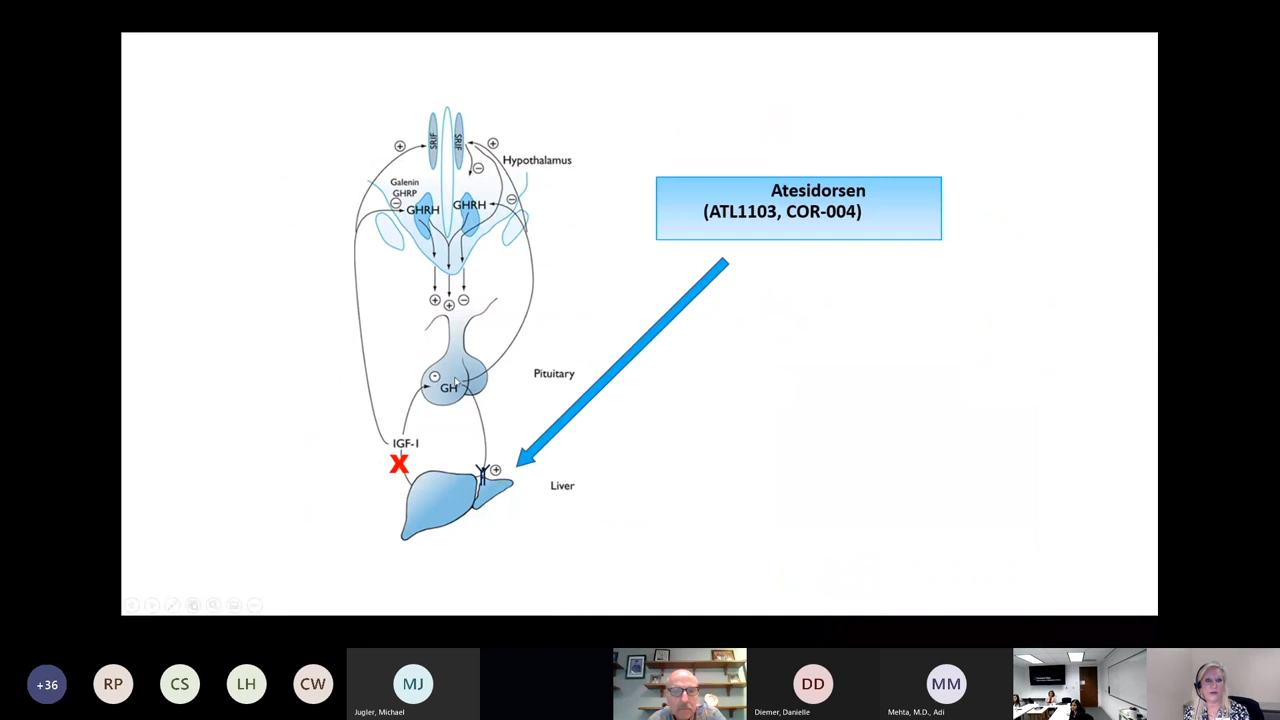 SRIF
SRIF
Hypothalamus
Galenin
GHRP
GHRH
GHRH
Atesidorsen
(ATL1103, COR-004)
Pituitary
GH
IGF-1
X
Liver
+36
RP
CS
LH
CW
MJ
DD
MM
Jugler, Michael
Diemer, Danielle
Mehta, M.D., Adi